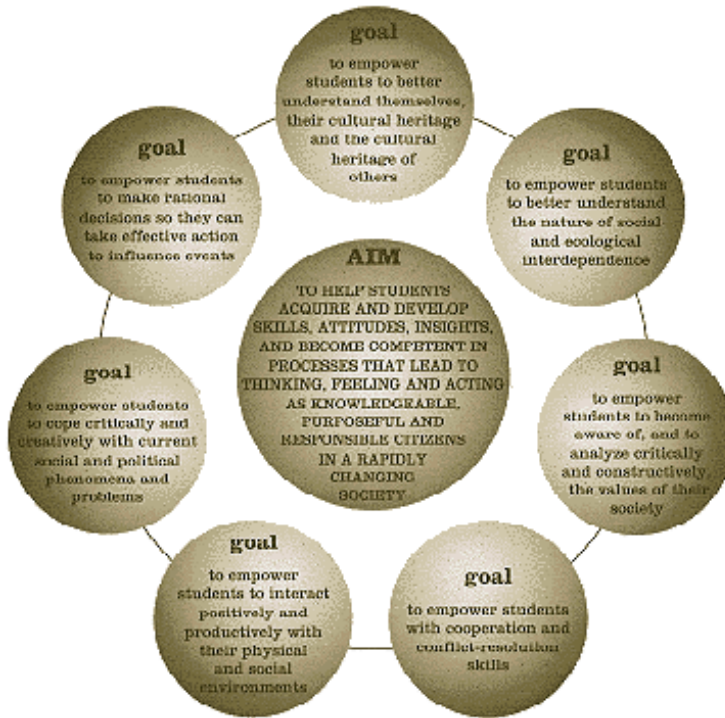 goal
to empower
students to better
understand themselves,
their cultural heritage
and the cultural
heritage of
others
goal
to empower students
to better understand
the nature of social
and ecological
interdependence
goal
to empower
students to become
aware of, and to
analyze critically
and constructively,
the values of their
society
goal
to empower students
with cooperation and
conflict-resolution
skills
goal
to empower
students to interact
positively and
productively with
their physical
and social
environments
goal
to empower students
to cope critically and
creatively with current
social and political
phenomena and
problems
goal
to empower students
to make rational
decisions so they can
take effective action
to influence events
AIM
TO HELP STUDENTS
ACQUIRE AND DEVELOP
SKILLS, ATTITUDES, INSIGHTS,
AND BECOME COMPETENT IN
PROCESSES THAT LEAD TO
THINKING, FEELING AND ACTING
AS KNOWLEDGEABLE,
PURPOSEFUL AND
RESPONSIBLE CITIZENS
IN A RAPIDLY
CHANGING
SOCIETY